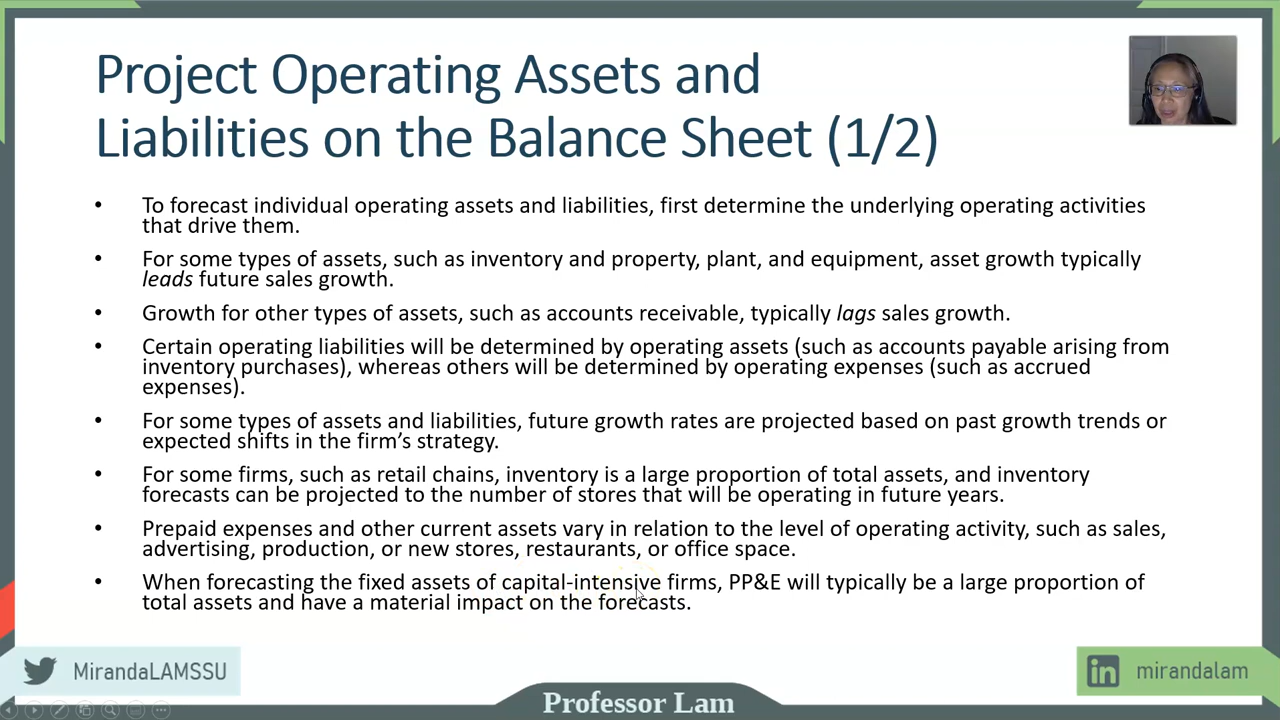 Project Operating Assets and
Liabilities on the Balance Sheet (1/2)
• To forecast individual operating assets and liabilities, first determine the underlying operating activities
that drive them.
• For some types of assets, such as inventory and property, plant, and equipment, asset growth typically
leads future sales growth.
• Growth for other types of assets, such as accounts receivable, typically lags sales growth.
• Certain operating liabilities will be determined by operating assets (such as accounts payable arising from
inventory purchases), whereas others will be determined by operating expenses (such as accrued
expenses).
• For some types of assets and liabilities, future growth rates are projected based on past growth trends or
expected shifts in the firm’s strategy.
• For some firms, such as retail chains, inventory is a large proportion of total assets, and inventory
forecasts can be projected to the number of stores that will be operating in future years.
• Prepaid expenses and other current assets vary in relation to the level of operating activity, such as sales,
advertising, production, or new stores, restaurants, or office space.
• When forecasting the fixed assets of capital-intensive firms, PP&E will typically be a large proportion of
total assets and have a material impact on the forecasts.
MirandaLAMSSU
Professor Lam
in mirandalam